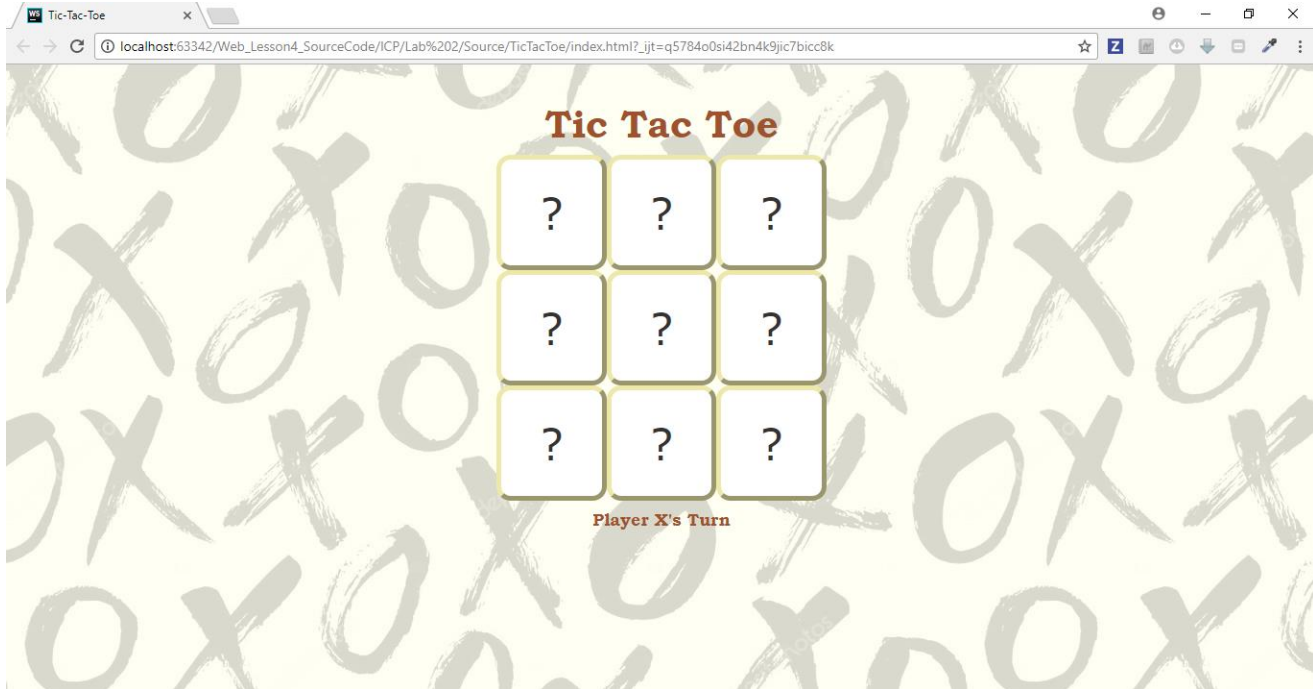 WS Tic-Tac-Toe
localhost:63342/Web_Lesson4_SourceCode/ICP/Lab%202/Source/TicTacToe/index.html?_ijt=q5784o0si42bn4k9jic7bicc8k
Z
Tic Tac Toe
? ? ?
? ? ?
? ? ?
Player X's Turn